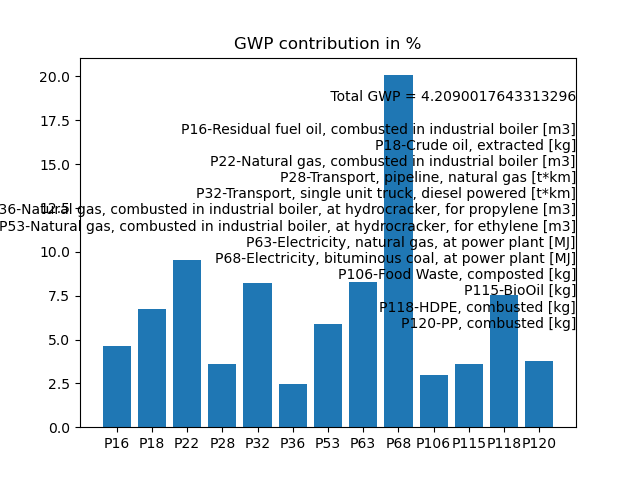 GWP contribution in %
20.0
Total GWP = 4.2090017643313296
17.5
P16-Residual fuel oil, combusted in industrial boiler [m3]
P18-Crude oil, extracted [kg]
15.0
P22-Natural gas, combusted in industrial boiler [m3]
P28-Transport, pipeline, natural gas [t*km]
P32-Transport, single unit truck, diesel powered [t*km]
12.5
36-Natural gas, combusted in industrial boiler, at hydrocracker, for propylene [m3]
P53-Natural gas, combusted in industrial boiler, at hydrocracker, for ethylene [m3]
10.0
P63-Electricity, natural gas, at power plant [MJ]
P68-Electricity, bituminous coal, at power plant [MJ]
P106-Food Waste, composted [kg]
7.5
P115-BioOil [kg]
P118-HDPE, combusted [kg]
P120-PP, combusted [kg]
5.0
2.5
0.0
P16 P18 P22 P28 P32 P36 P53 P63 P68 P106 P115 P118 P120